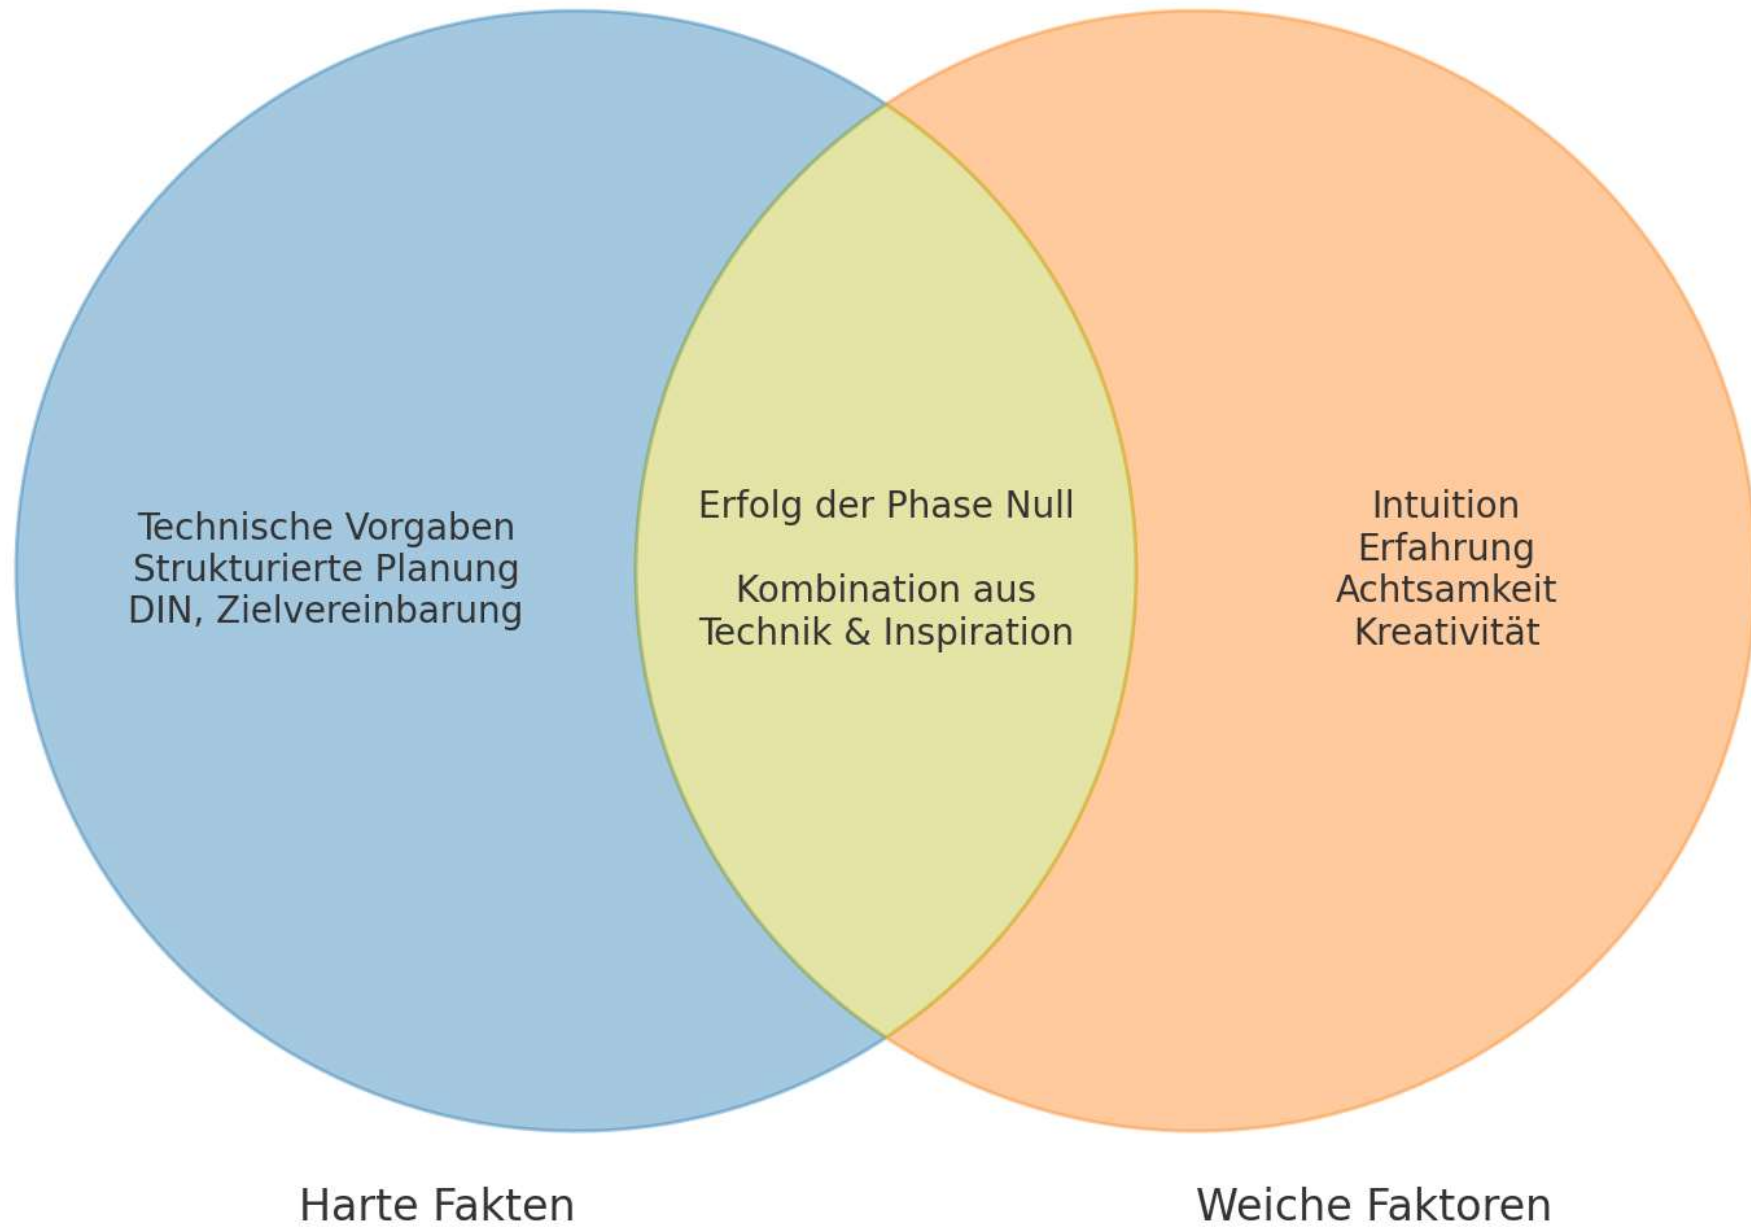 Technische Vorgaben
Strukturierte Planung
DIN, Zielvereinbarung
Erfolg der Phase Null
Kombination aus
Technik & Inspiration
Intuition
Erfahrung
Achtsamkeit
Kreativität
Harte Fakten
Weiche Faktoren